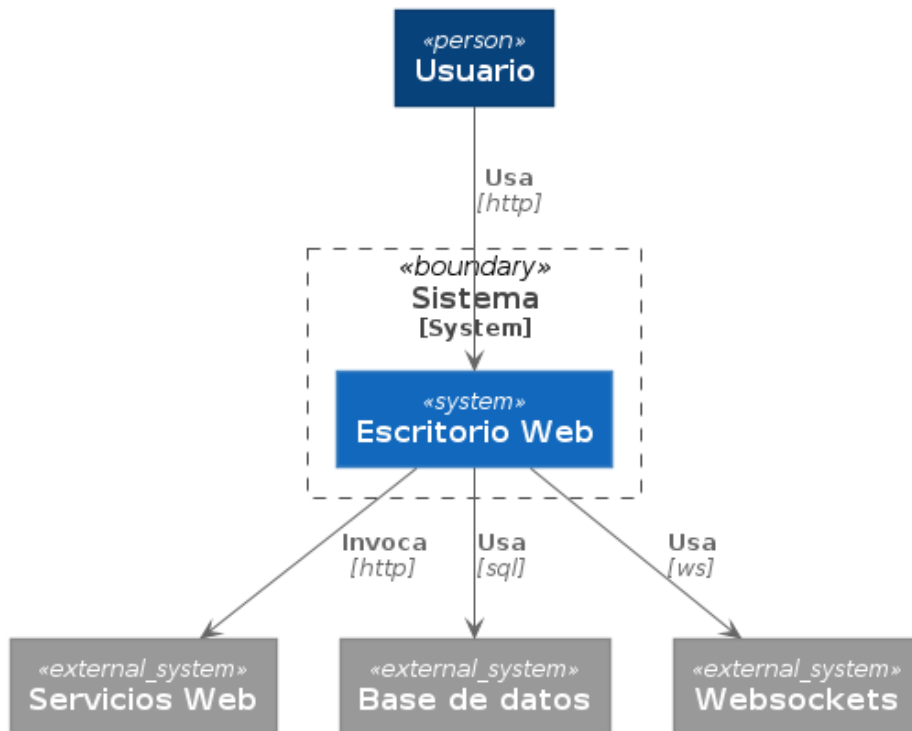 «person»
Usuario
Usa
[http]
«boundary»
Sistema
[System]
«system»
Escritorio Web
Invoca
[http]
Usa
[sql]
Usa
[ws]
«external_system»
Servicios Web
«external_system»
Base de datos
«external_system»
Websockets